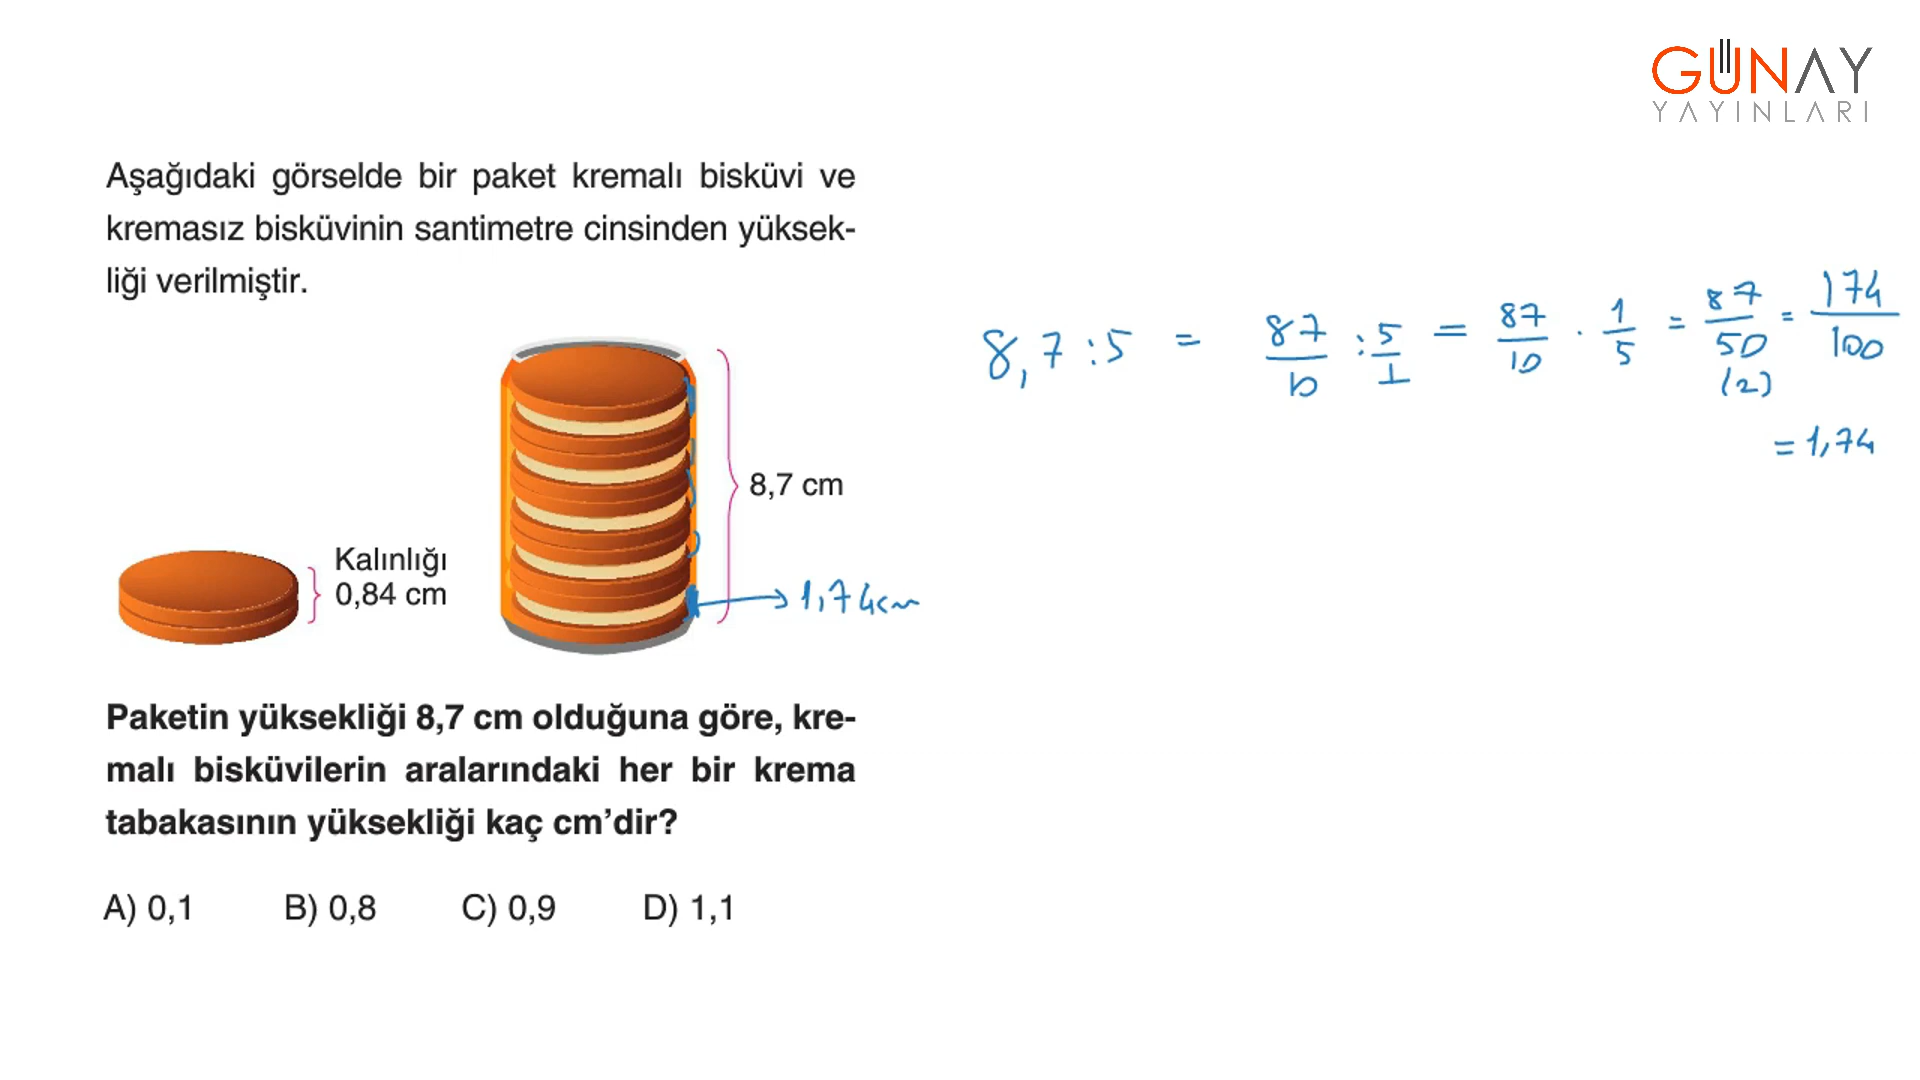 GÜNAY
YAYINLARI
Aşağıdaki görselde bir paket kremalı bisküvi ve
kremasız bisküvinin santimetre cinsinden yüksek-
liği verilmiştir.
8,7 : 5 = 87/10 : 5/1 = 87/10 · 1/5 = 87/50 (2) = 174/100
= 1,74
8,7 cm
Kalınlığı
0,84 cm
1,74cm
Paketin yüksekliği 8,7 cm olduğuna göre, kre-
malı bisküvilerin aralarındaki her bir krema
tabakasının yüksekliği kaç cm’dir?
A) 0,1 B) 0,8 C) 0,9 D) 1,1